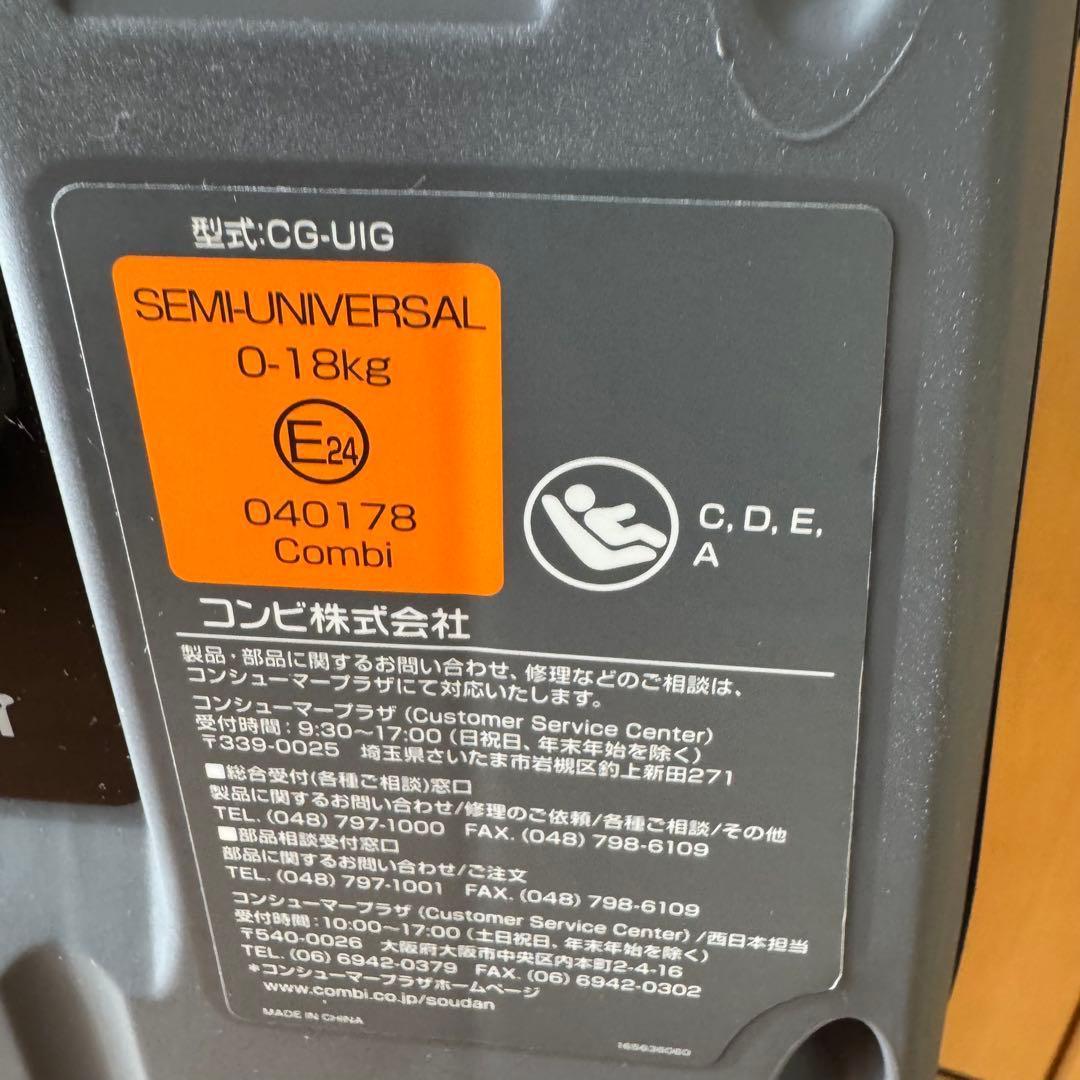 型式:CG-UIG
SEMI-UNIVERSAL
0-18kg
E24
040178
Combi
C, D, E,
A
コンビ株式会社
製品・部品に関するお問い合わせ、修理などのご相談は、
コンシューマープラザにて対応いたします。
コンシューマープラザ (Customer Service Center)
受付時間：9:30～17:00 (日祝日、年末年始を除く)
〒339-0025 埼玉県さいたま市岩槻区釣上新田271
■総合受付(各種ご相談)窓口
製品に関するお問い合わせ/修理のご依頼/各種ご相談/その他
TEL. (048) 797-1000 FAX. (048) 798-6109
■部品相談受付窓口
部品に関するお問い合わせ/ご注文
TEL. (048) 797-1001 FAX. (048) 798-6109
コンシューマープラザ (Customer Service Center) /西日本担当
受付時間：10:00～17:00 (土日祝日、年末年始を除く)
〒540-0026 大阪府大阪市中央区内本町2-4-16
TEL. (06) 6942-0379 FAX. (06) 6942-0302
*コンシューマープラザホームページ
www.combi.co.jp/soudan
MADE IN CHINA
165636080